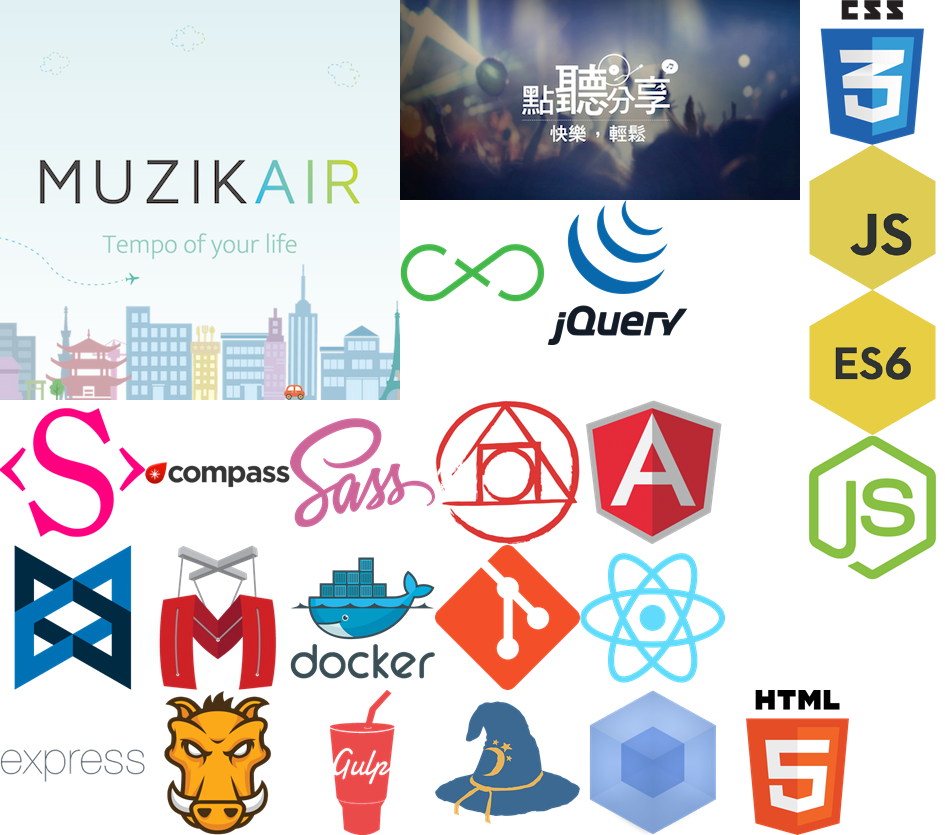 MUZIKAIR
Tempo of your life
點聽分享
快樂，輕鬆
CSS
3
JS
jQuery
ES6
S
compass
Sass
A
JS
M
docker
express
Gulp
HTML
5